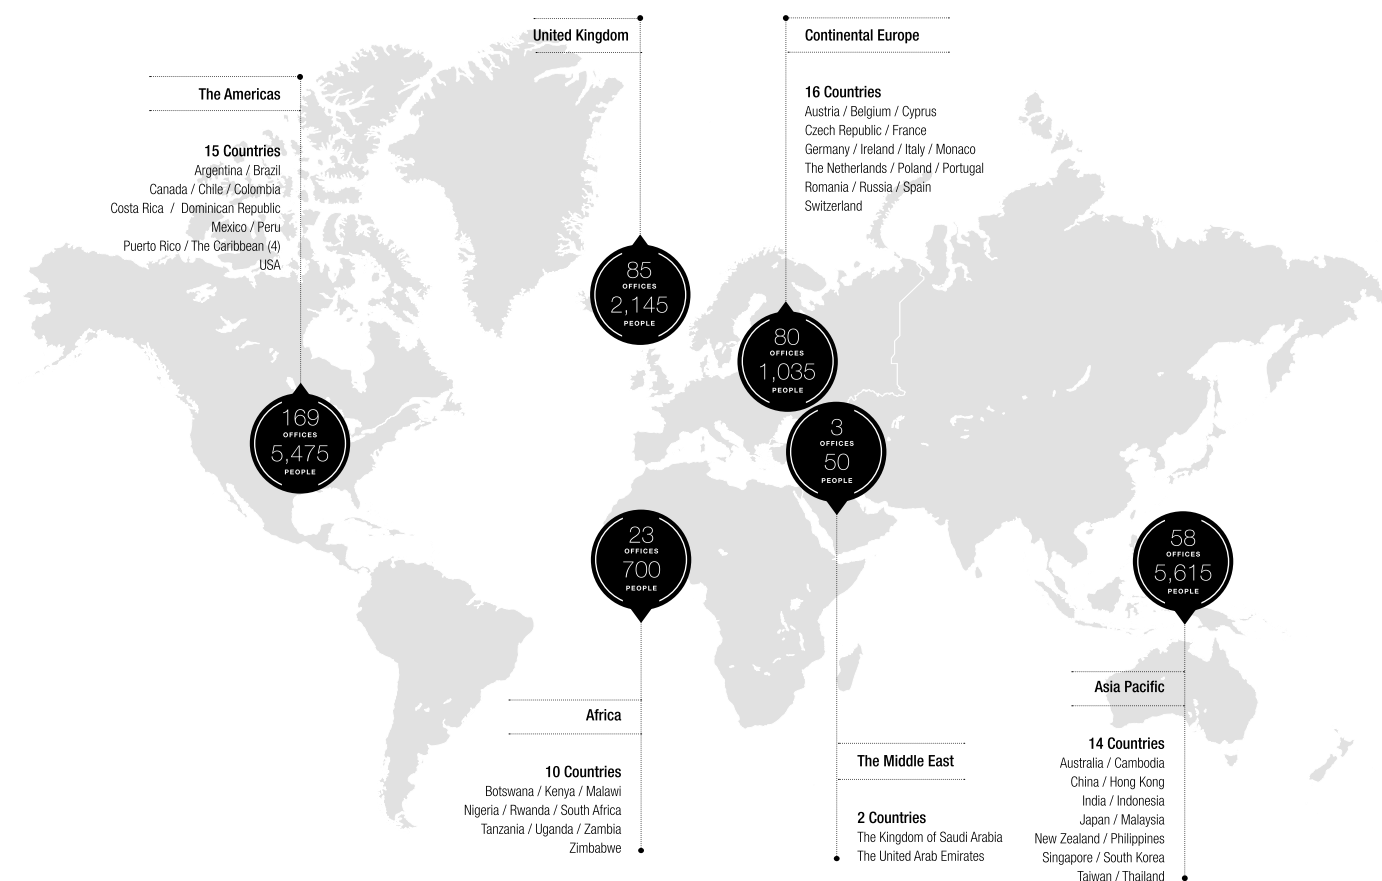 United Kingdom
85
OFFICES
2,145
PEOPLE
Continental Europe
16 Countries
Austria / Belgium / Cyprus
Czech Republic / France
Germany / Ireland / Italy / Monaco
The Netherlands / Poland / Portugal
Romania / Russia / Spain
Switzerland
80
OFFICES
1,035
PEOPLE
The Americas
15 Countries
Argentina / Brazil
Canada / Chile / Colombia
Costa Rica / Dominican Republic
Mexico / Peru
Puerto Rico / The Caribbean (4)
USA
169
OFFICES
5,475
PEOPLE
3
OFFICES
50
PEOPLE
The Middle East
2 Countries
The Kingdom of Saudi Arabia
The United Arab Emirates
23
OFFICES
700
PEOPLE
Africa
10 Countries
Botswana / Kenya / Malawi
Nigeria / Rwanda / South Africa
Tanzania / Uganda / Zambia
Zimbabwe
58
OFFICES
5,615
PEOPLE
Asia Pacific
14 Countries
Australia / Cambodia
China / Hong Kong
India / Indonesia
Japan / Malaysia
New Zealand / Philippines
Singapore / South Korea
Taiwan / Thailand